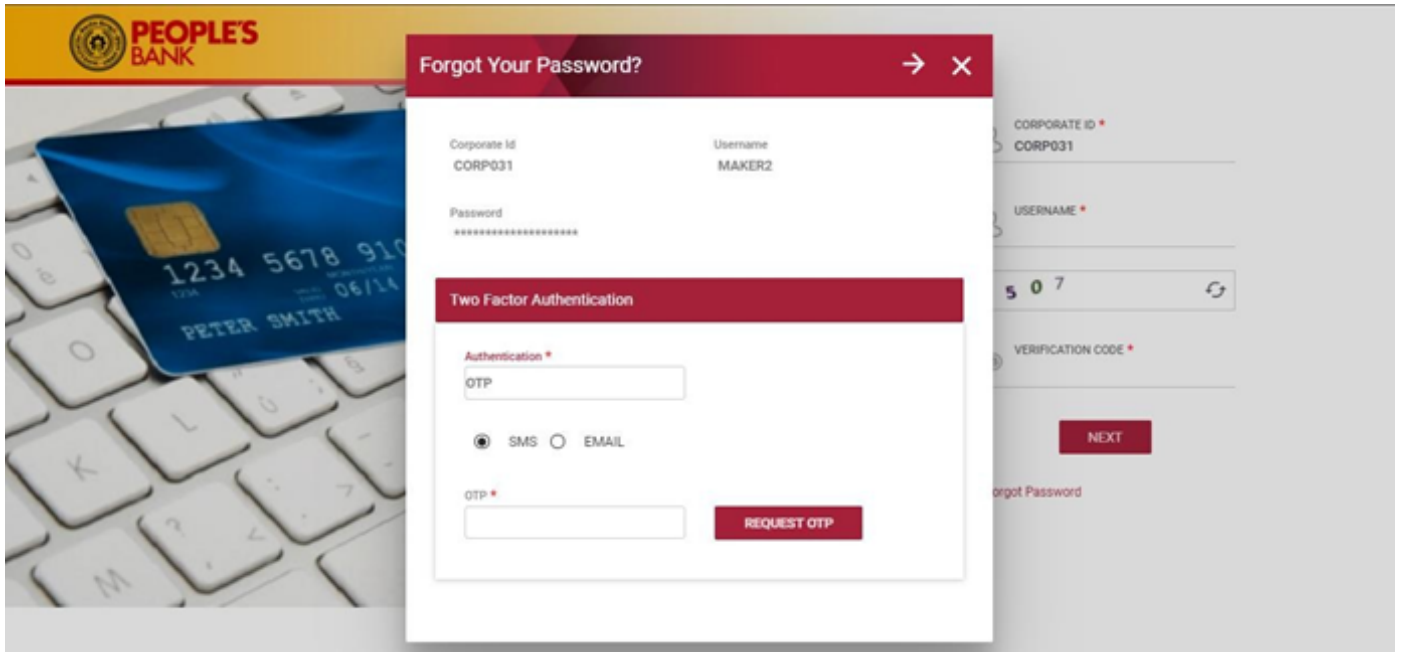 PEOPLE'S
BANK
Forgot Your Password?
Corporate Id
CORP031
Username
MAKER2
Password
********************
Two Factor Authentication
Authentication *
OTP
SMS EMAIL
OTP *
REQUEST OTP
CORPORATE ID *
CORP031
USERNAME *
5 0 7
VERIFICATION CODE *
NEXT
orgot Password
1234 5678 910
1234
06/14
PETER SMITH